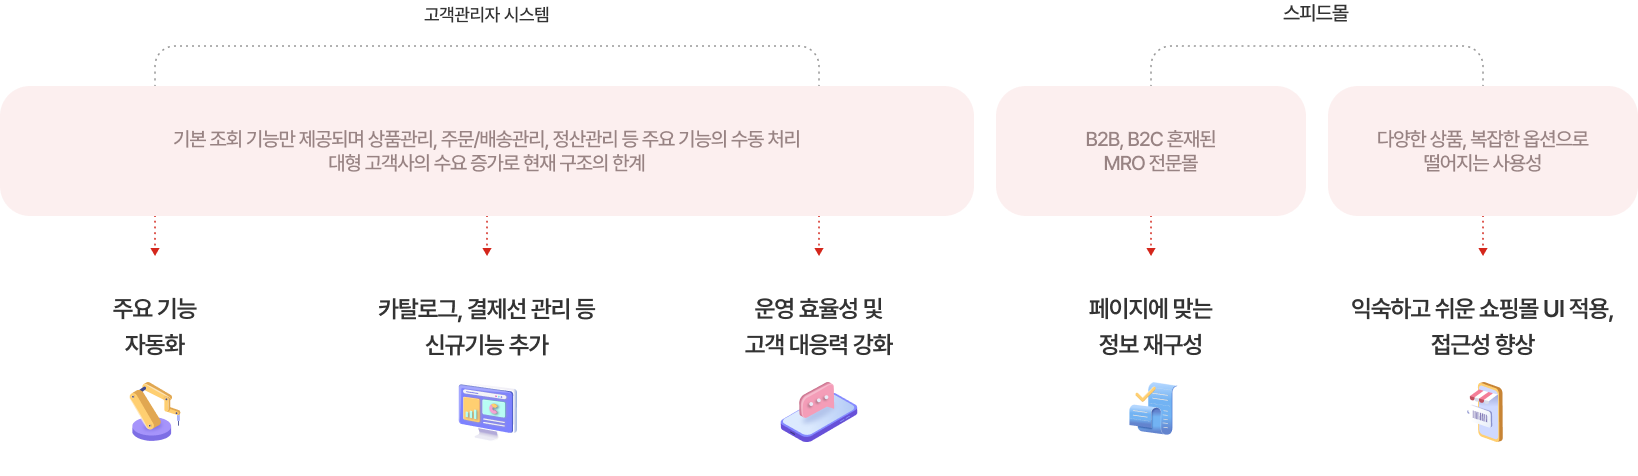 고객관리자 시스템
스피드몰
기본 조회 기능만 제공되며 상품관리, 주문/배송관리, 정산관리 등 주요 기능의 수동 처리
대형 고객사의 수요 증가로 현재 구조의 한계
B2B, B2C 혼재된
MRO 전문몰
다양한 상품, 복잡한 옵션으로
떨어지는 사용성
주요 기능
자동화
카탈로그, 결제선 관리 등
신규기능 추가
운영 효율성 및
고객 대응력 강화
페이지에 맞는
정보 재구성
익숙하고 쉬운 쇼핑몰 UI 적용,
접근성 향상